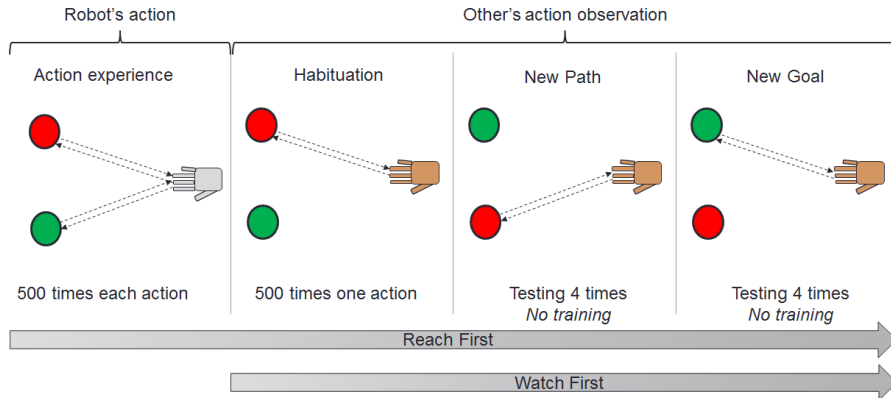 Robot's action
Other's action observation
Action experience
Habituation
New Path
New Goal
500 times each action
500 times one action
Testing 4 times
No training
Testing 4 times
No training
Reach First
Watch First